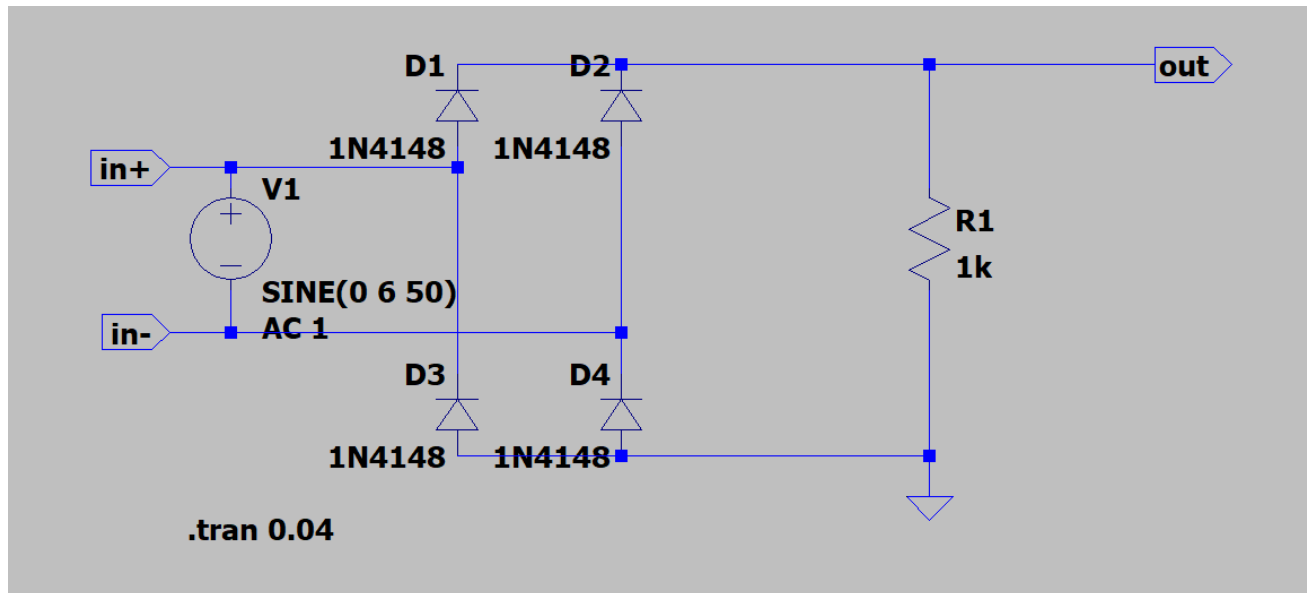 D1
D2
out
1N4148
1N4148
in+
V1
R1
1k
SINE(0 6 50)
AC 1
in-
D3
D4
1N4148
1N4148
.tran 0.04